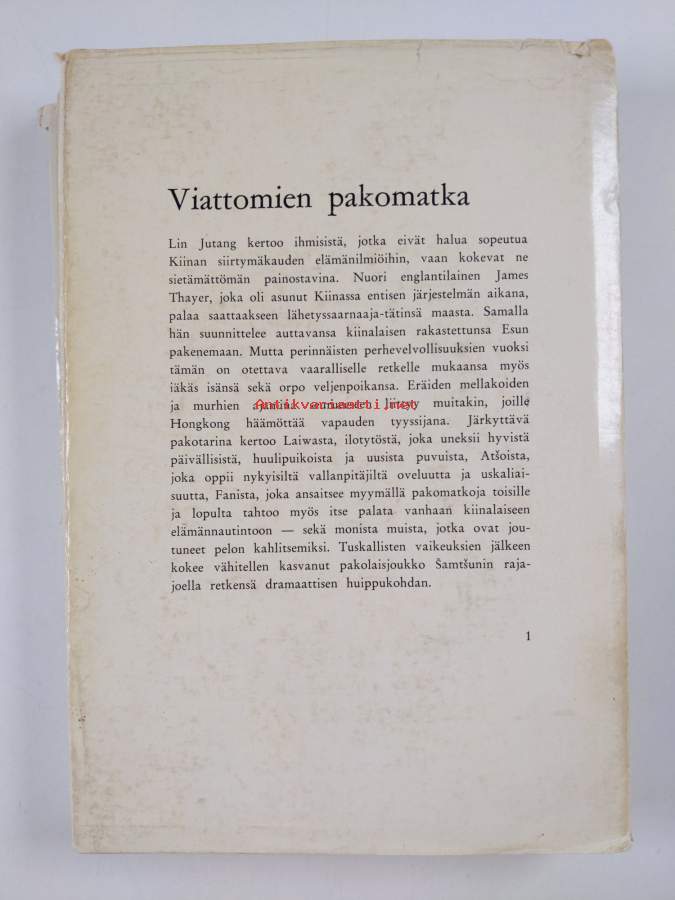 Viattomien pakomatka
Lin Jutang kertoo ihmisistä, jotka eivät halua sopeutua
Kiinan siirtymäkauden elämänilmiöihin, vaan kokevat ne
sietämättömän painostavina. Nuori englantilainen James
Thayer, joka oli asunut Kiinassa entisen järjestelmän aikana,
palaa saattaakseen lähetyssaarnaaja-tätinsä maasta. Samalla
hän suunnittelee auttavansa kiinalaisen rakastettunsa Esun
pakenemaan. Mutta perinnäisten perhevelvollisuuksien vuoksi
tämän on otettava vaaralliselle retkelle mukaansa myös
iäkäs isänsä sekä orpo veljenpoikansa. Eräiden mellakoiden
ja murhien liittyy muitakin, joille
Antikvariaatti.net
Hongkong häämöttää vapauden tyyssijana. Järkyttävä
pakotarina kertoo Laiwasta, ilotytöstä, joka uneksii hyvistä
päivällisistä, huulipuikoista ja uusista puvuista, Atšoista,
joka oppii nykyisiltä vallanpitäjiltä oveluutta ja uskaliai-
suutta, Fanista, joka ansaitsee myymällä pakomatkoja toisille
ja lopulta tahtoo myös itse palata vanhaan kiinalaiseen
elämännautintoon — sekä monista muista, jotka ovat jou-
tuneet pelon kahlitsemiksi. Tuskallisten vaikeuksien jälkeen
kokee vähitellen kasvanut pakolaisjoukko Šamtšunin raja-
joella retkensä dramaattisen huippukohdan.
1